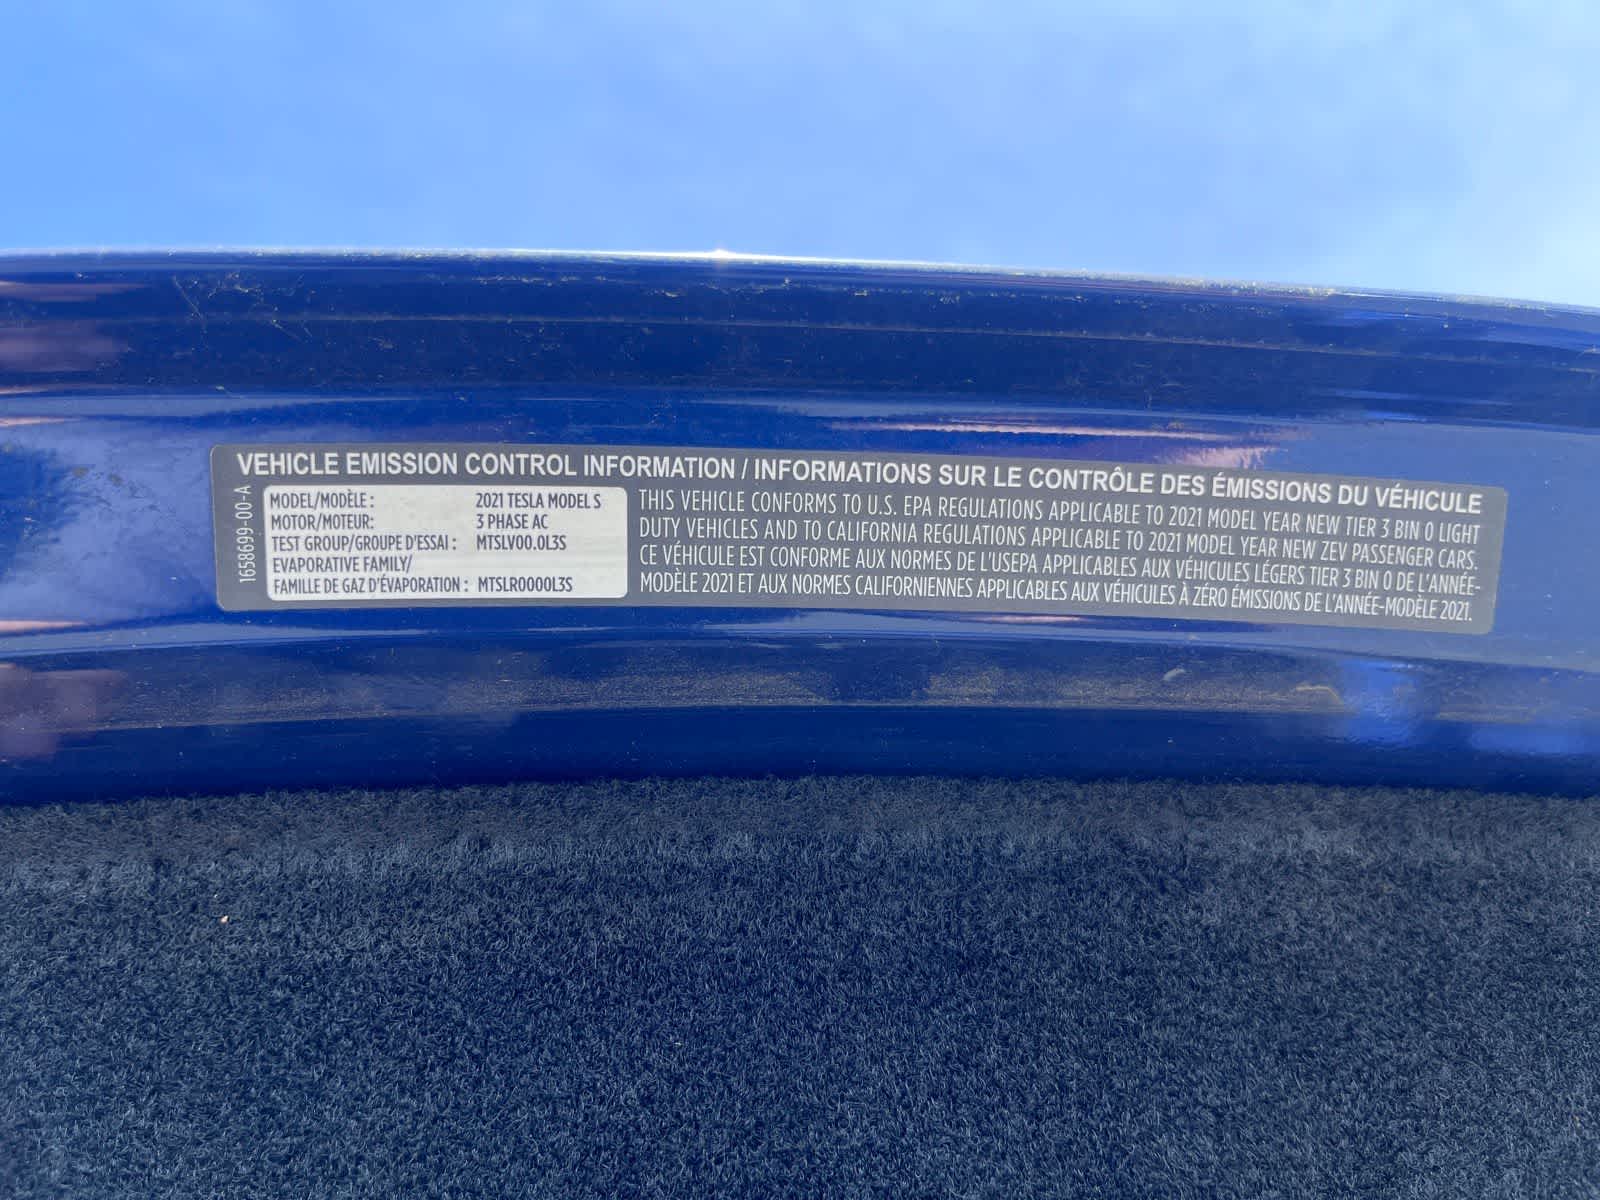 VEHICLE EMISSION CONTROL INFORMATION / INFORMATIONS SUR LE CONTRÔLE DES ÉMISSIONS DU VÉHICULE
1658699-00-A
MODEL/MODÈLE : 2021 TESLA MODEL S
MOTOR/MOTEUR: 3 PHASE AC
TEST GROUP/GROUPE D'ESSAI : MTSLV00.0L3S
EVAPORATIVE FAMILY/
FAMILLE DE GAZ D'ÉVAPORATION : MTSLR0000L3S
THIS VEHICLE CONFORMS TO U.S. EPA REGULATIONS APPLICABLE TO 2021 MODEL YEAR NEW TIER 3 BIN 0 LIGHT
DUTY VEHICLES AND TO CALIFORNIA REGULATIONS APPLICABLE TO 2021 MODEL YEAR NEW ZEV PASSENGER CARS.
CE VÉHICULE EST CONFORME AUX NORMES DE L'USEPA APPLICABLES AUX VÉHICULES LÉGERS TIER 3 BIN 0 DE L'ANNÉE-
MODÈLE 2021 ET AUX NORMES CALIFORNIENNES APPLICABLES AUX VÉHICULES À ZÉRO ÉMISSIONS DE L'ANNÉE-MODÈLE 2021.